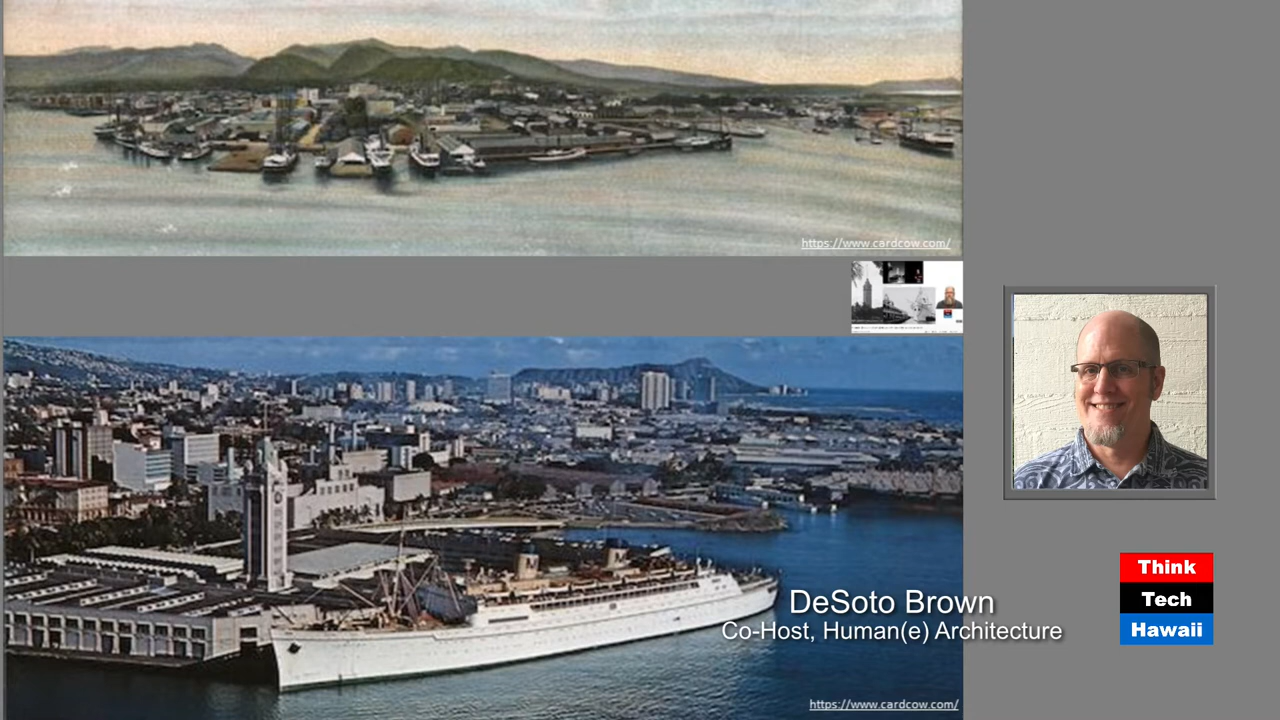 https://www.cardcow.com/
DeSoto Brown
Co-Host, Human(e) Architecture
Think
Tech
Hawaii
https://www.cardcow.com/